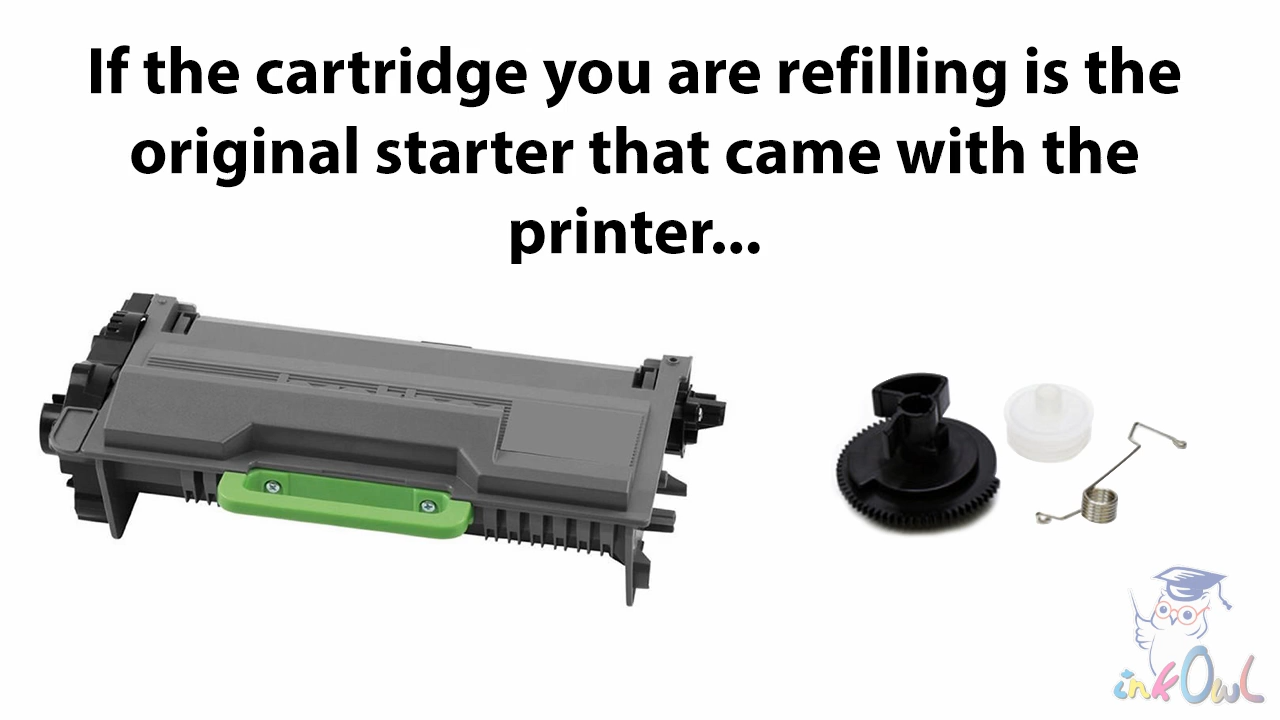 If the cartridge you are refilling is the
original starter that came with the
printer...
inkOwl